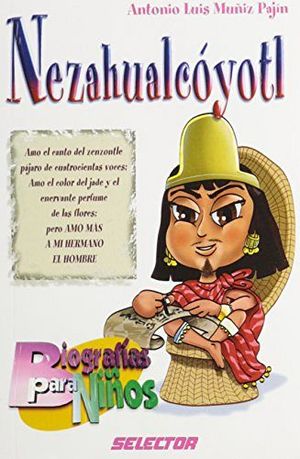 Antonio Luis Muñiz Pajín
Nezahualcóyotl
Amo el canto del zenzontle
pájaro de cuatrocientas voces;
Amo el color del jade y el
enervante perfume
de las flores;
pero AMO MÁS
A MI HERMANO
EL HOMBRE
Biografías
para Niños
SELECTOR